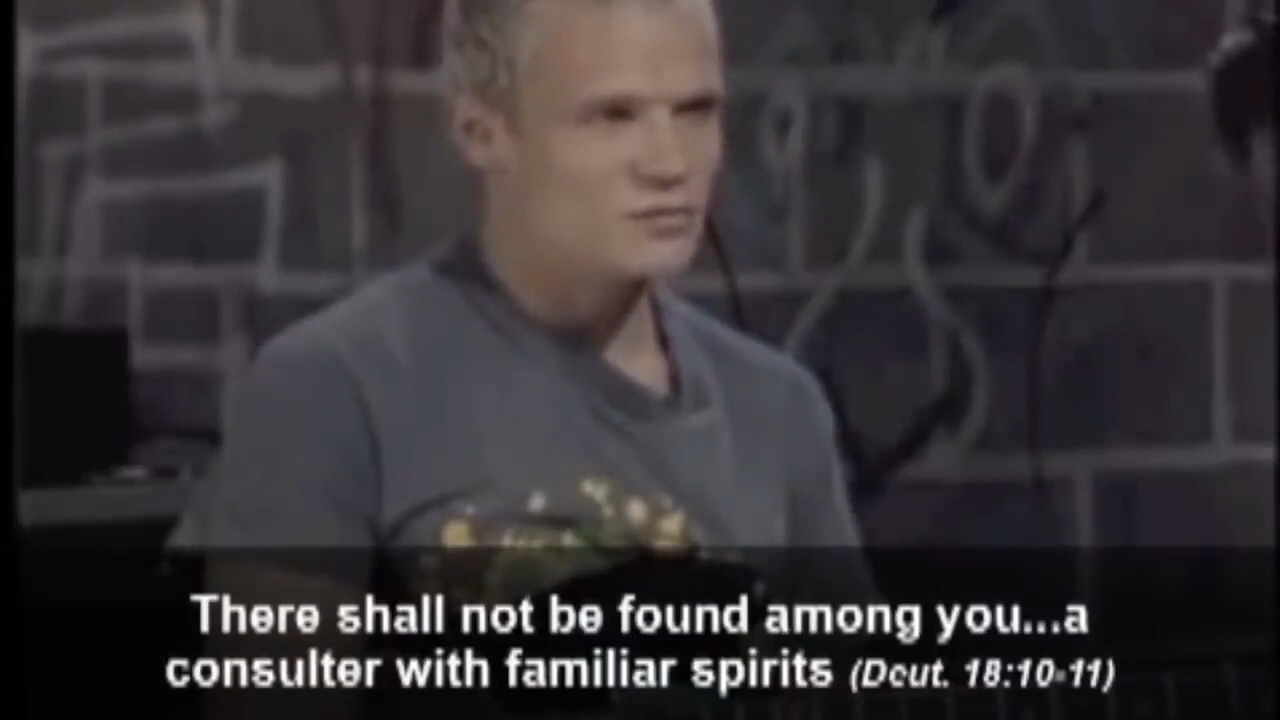 There shall not be found among you...a
consulter with familiar spirits (Deut. 18:10-11)